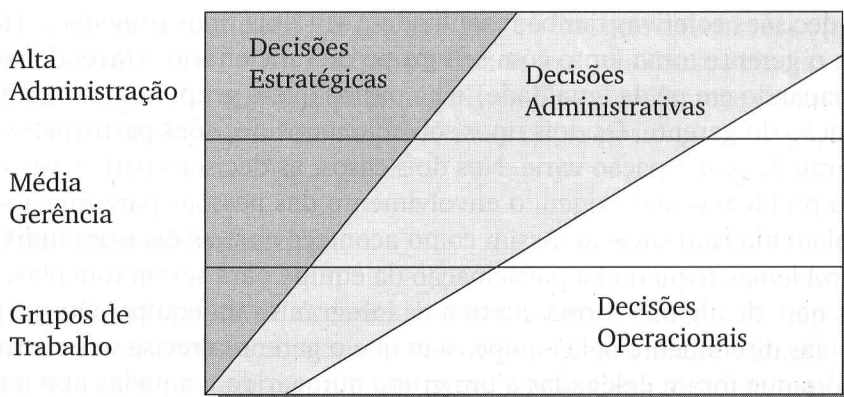 Alta
Administração
Decisões
Estratégicas
Decisões
Administrativas
Média
Gerência
Grupos de
Trabalho
Decisões
Operacionais